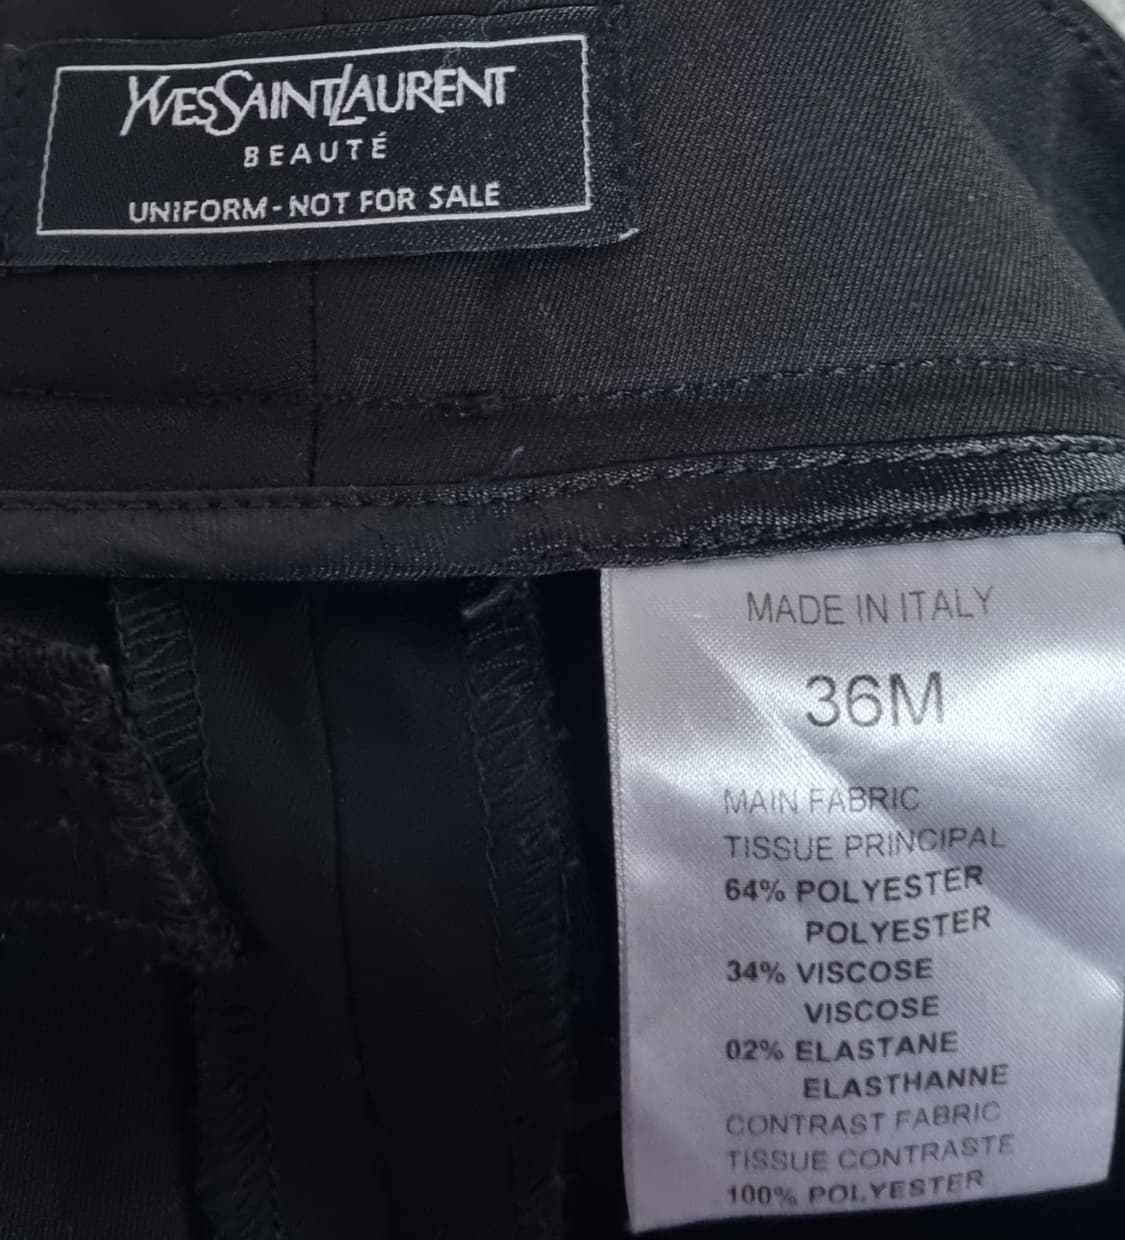 YVESSAINTLAURENT
BEAUTÉ
UNIFORM - NOT FOR SALE
MADE IN ITALY
36M
MAIN FABRIC
TISSUE PRINCIPAL
64% POLYESTER
POLYESTER
34% VISCOSE
VISCOSE
02% ELASTANE
ELASTHANNE
CONTRAST FABRIC
TISSUE CONTRASTE
100% POLYESTER